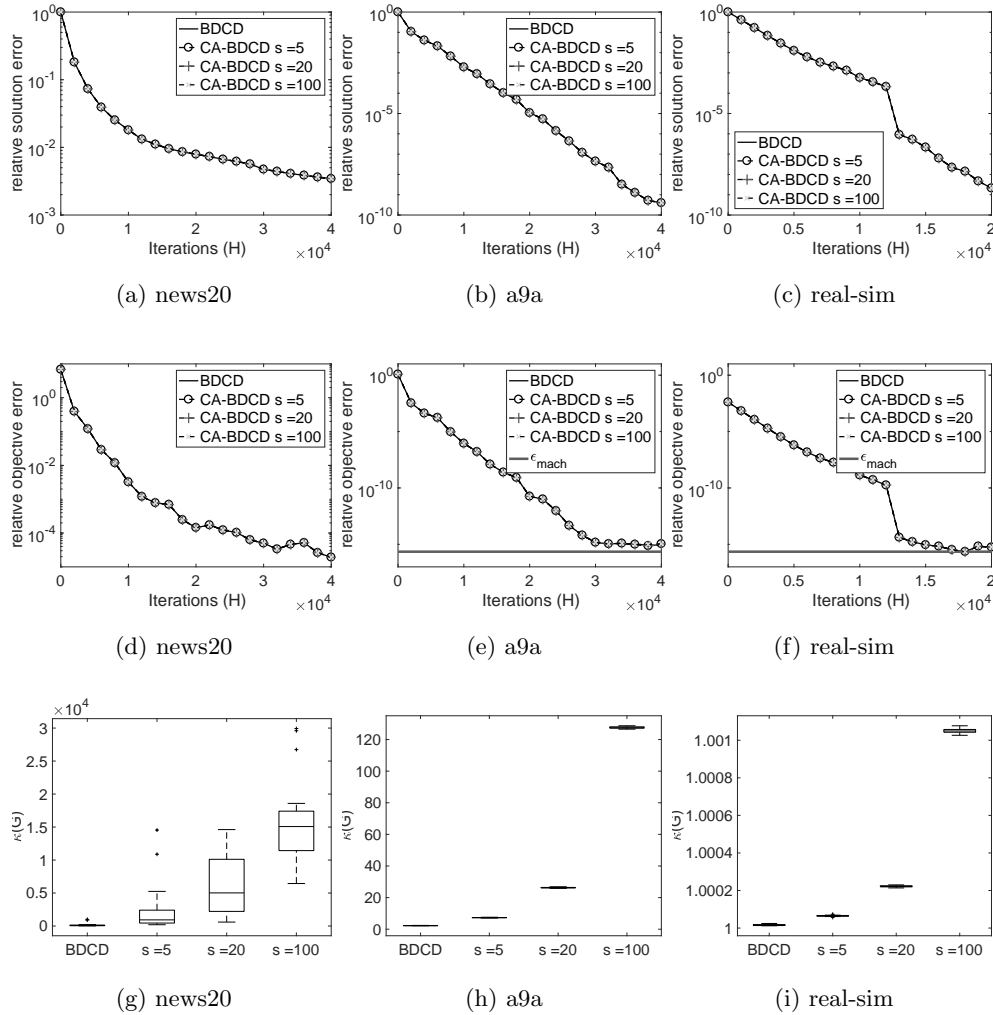 relative solution error
10^0
10^-1
10^-2
10^-3
BDCD
CA-BDCD s =5
CA-BDCD s =20
CA-BDCD s =100
0 1 2 3 4
Iterations (H)
×10^4
(a) news20
relative solution error
10^0
10^-5
10^-10
BDCD
CA-BDCD s =5
CA-BDCD s =20
CA-BDCD s =100
0 1 2 3 4
Iterations (H)
×10^4
(b) a9a
relative solution error
10^0
10^-5
10^-10
BDCD
CA-BDCD s =5
CA-BDCD s =20
CA-BDCD s =100
0 0.5 1 1.5 2
Iterations (H)
×10^4
(c) real-sim
relative objective error
10^0
10^-2
10^-4
BDCD
CA-BDCD s =5
CA-BDCD s =20
CA-BDCD s =100
0 1 2 3 4
Iterations (H)
×10^4
(d) news20
relative objective error
10^0
10^-10
BDCD
CA-BDCD s =5
CA-BDCD s =20
CA-BDCD s =100
ϵ_mach
0 1 2 3 4
Iterations (H)
×10^4
(e) a9a
relative objective error
10^0
10^-10
BDCD
CA-BDCD s =5
CA-BDCD s =20
CA-BDCD s =100
ϵ_mach
0 0.5 1 1.5 2
Iterations (H)
×10^4
(f) real-sim
×10^4
κ(G)
3
2.5
2
1.5
1
0.5
0
BDCD s =5 s =20 s =100
(g) news20
κ(G)
120
100
80
60
40
20
0
BDCD s =5 s =20 s =100
(h) a9a
κ(G)
1.001
1.0008
1.0006
1.0004
1.0002
1
BDCD s =5 s =20 s =100
(i) real-sim